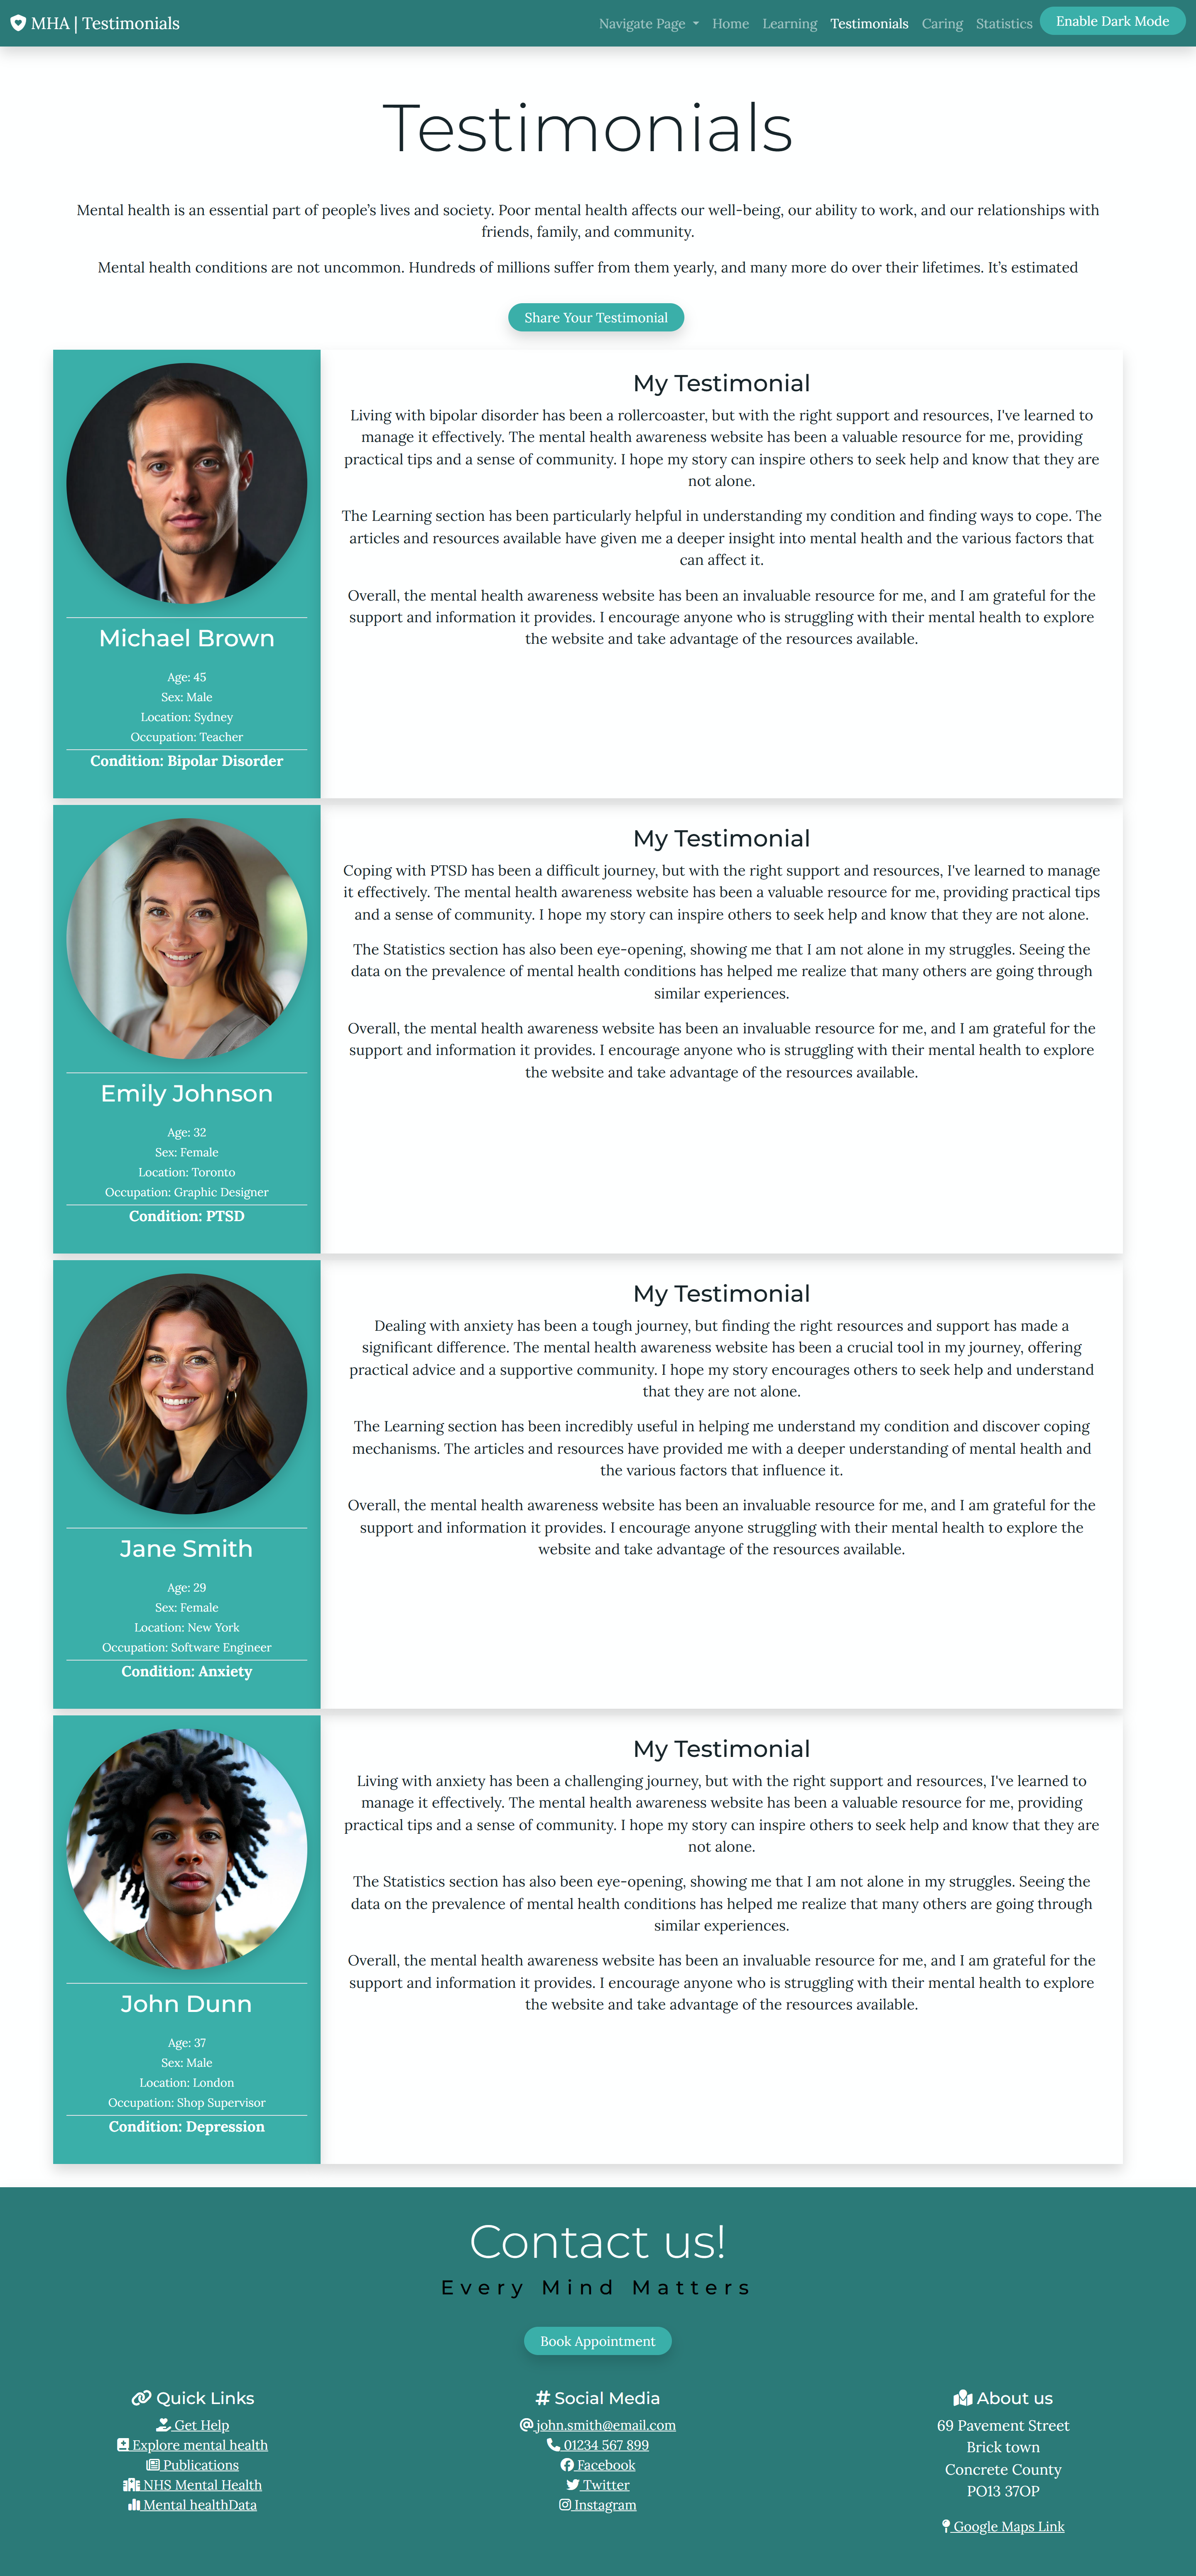 MHA | Testimonials
Navigate Page Home Learning Testimonials Caring Statistics Enable Dark Mode
Testimonials
Mental health is an essential part of people’s lives and society. Poor mental health affects our well-being, our ability to work, and our relationships with
friends, family, and community.
Mental health conditions are not uncommon. Hundreds of millions suffer from them yearly, and many more do over their lifetimes. It’s estimated
Share Your Testimonial
Michael Brown
Age: 45
Sex: Male
Location: Sydney
Occupation: Teacher
Condition: Bipolar Disorder
My Testimonial
Living with bipolar disorder has been a rollercoaster, but with the right support and resources, I've learned to
manage it effectively. The mental health awareness website has been a valuable resource for me, providing
practical tips and a sense of community. I hope my story can inspire others to seek help and know that they are
not alone.
The Learning section has been particularly helpful in understanding my condition and finding ways to cope. The
articles and resources available have given me a deeper insight into mental health and the various factors that
can affect it.
Overall, the mental health awareness website has been an invaluable resource for me, and I am grateful for the
support and information it provides. I encourage anyone who is struggling with their mental health to explore
the website and take advantage of the resources available.
Emily Johnson
Age: 32
Sex: Female
Location: Toronto
Occupation: Graphic Designer
Condition: PTSD
My Testimonial
Coping with PTSD has been a difficult journey, but with the right support and resources, I've learned to manage
it effectively. The mental health awareness website has been a valuable resource for me, providing practical tips
and a sense of community. I hope my story can inspire others to seek help and know that they are not alone.
The Statistics section has also been eye-opening, showing me that I am not alone in my struggles. Seeing the
data on the prevalence of mental health conditions has helped me realize that many others are going through
similar experiences.
Overall, the mental health awareness website has been an invaluable resource for me, and I am grateful for the
support and information it provides. I encourage anyone who is struggling with their mental health to explore
the website and take advantage of the resources available.
Jane Smith
Age: 29
Sex: Female
Location: New York
Occupation: Software Engineer
Condition: Anxiety
My Testimonial
Dealing with anxiety has been a tough journey, but finding the right resources and support has made a
significant difference. The mental health awareness website has been a crucial tool in my journey, offering
practical advice and a supportive community. I hope my story encourages others to seek help and understand
that they are not alone.
The Learning section has been incredibly useful in helping me understand my condition and discover coping
mechanisms. The articles and resources have provided me with a deeper understanding of mental health and
the various factors that influence it.
Overall, the mental health awareness website has been an invaluable resource for me, and I am grateful for the
support and information it provides. I encourage anyone struggling with their mental health to explore the
website and take advantage of the resources available.
John Dunn
Age: 37
Sex: Male
Location: London
Occupation: Shop Supervisor
Condition: Depression
My Testimonial
Living with anxiety has been a challenging journey, but with the right support and resources, I've learned to
manage it effectively. The mental health awareness website has been a valuable resource for me, providing
practical tips and a sense of community. I hope my story can inspire others to seek help and know that they are
not alone.
The Statistics section has also been eye-opening, showing me that I am not alone in my struggles. Seeing the
data on the prevalence of mental health conditions has helped me realize that many others are going through
similar experiences.
Overall, the mental health awareness website has been an invaluable resource for me, and I am grateful for the
support and information it provides. I encourage anyone who is struggling with their mental health to explore
the website and take advantage of the resources available.
Contact us!
Every Mind Matters
Book Appointment
Quick Links
Get Help
Explore mental health
Publications
NHS Mental Health
Mental healthData
# Social Media
john.smith@email.com
01234 567 899
Facebook
Twitter
Instagram
About us
69 Pavement Street
Brick town
Concrete County
PO13 37OP
Google Maps Link